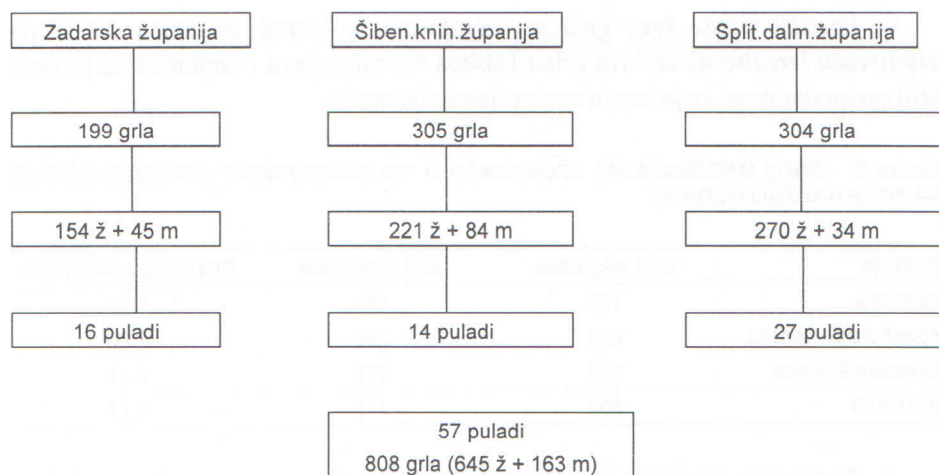 Zadarska županija
Šiben.knin.županija
Split.dalm.županija
199 grla
305 grla
304 grla
154 ž + 45 m
221 ž + 84 m
270 ž + 34 m
16 puladi
14 puladi
27 puladi
57 puladi
808 grla (645 ž + 163 m)